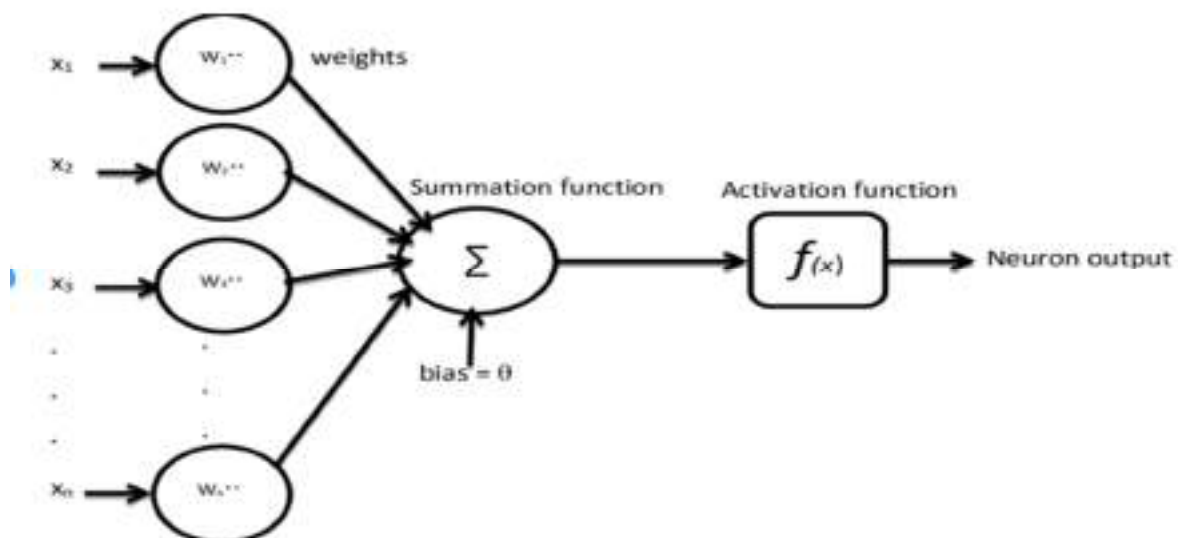 x₁
weights
x₂
Summation function
Activation function
Σ
f(x)
Neuron output
x₃
bias = θ
xₙ